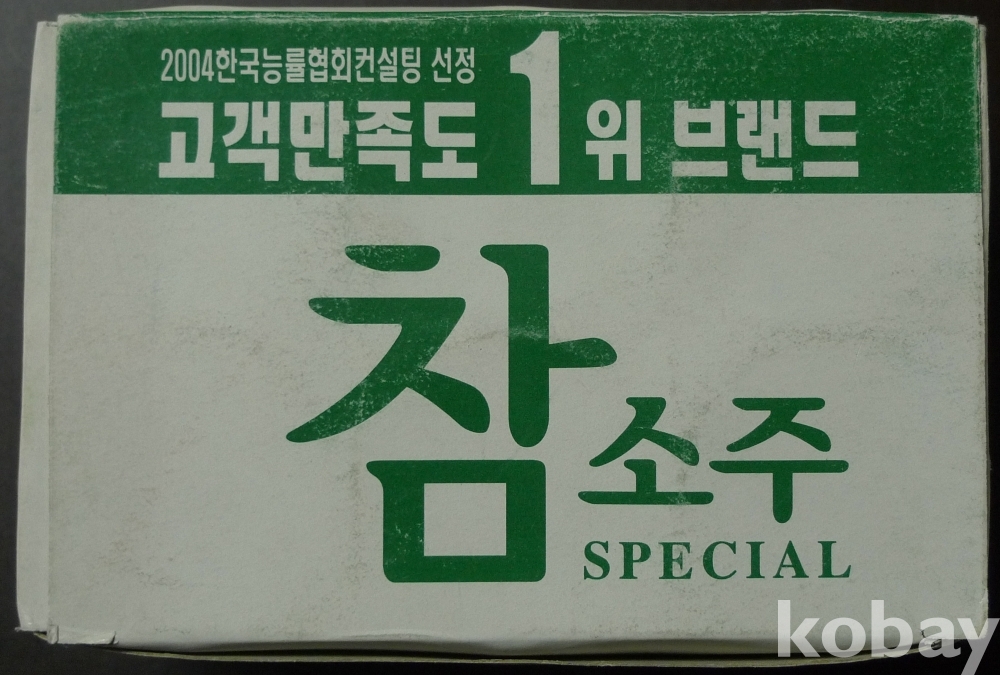 2004한국능률협회컨설팅 선정
고객만족도 1위 브랜드
참소주
SPECIAL
kobay